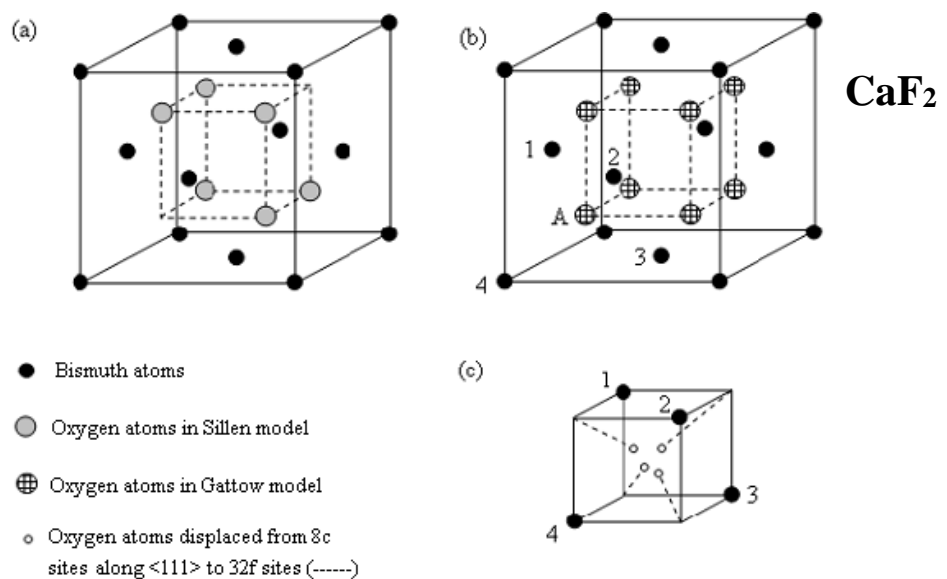 (a)
(b)
CaF2
1
2
A
3
4
Bismuth atoms
(c)
1
2
Oxygen atoms in Sillen model
Oxygen atoms in Gattow model
3
4
Oxygen atoms displaced from 8c
sites along <111> to 32f sites (------)